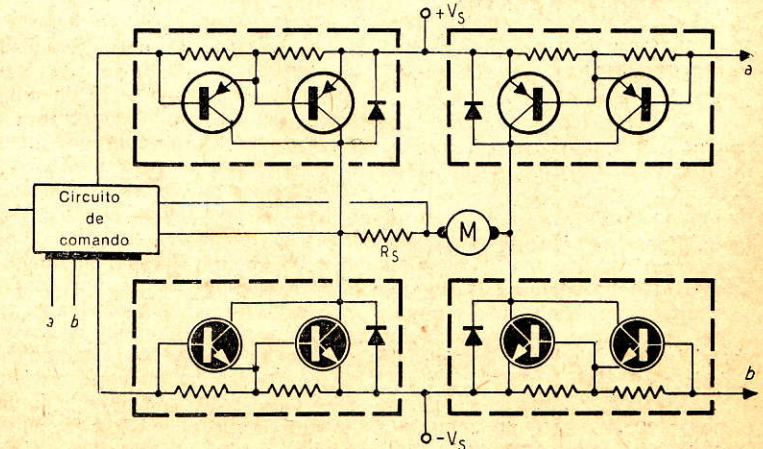 +Vs
a
Circuito
de
comando
Rs
M
a b
b
-Vs